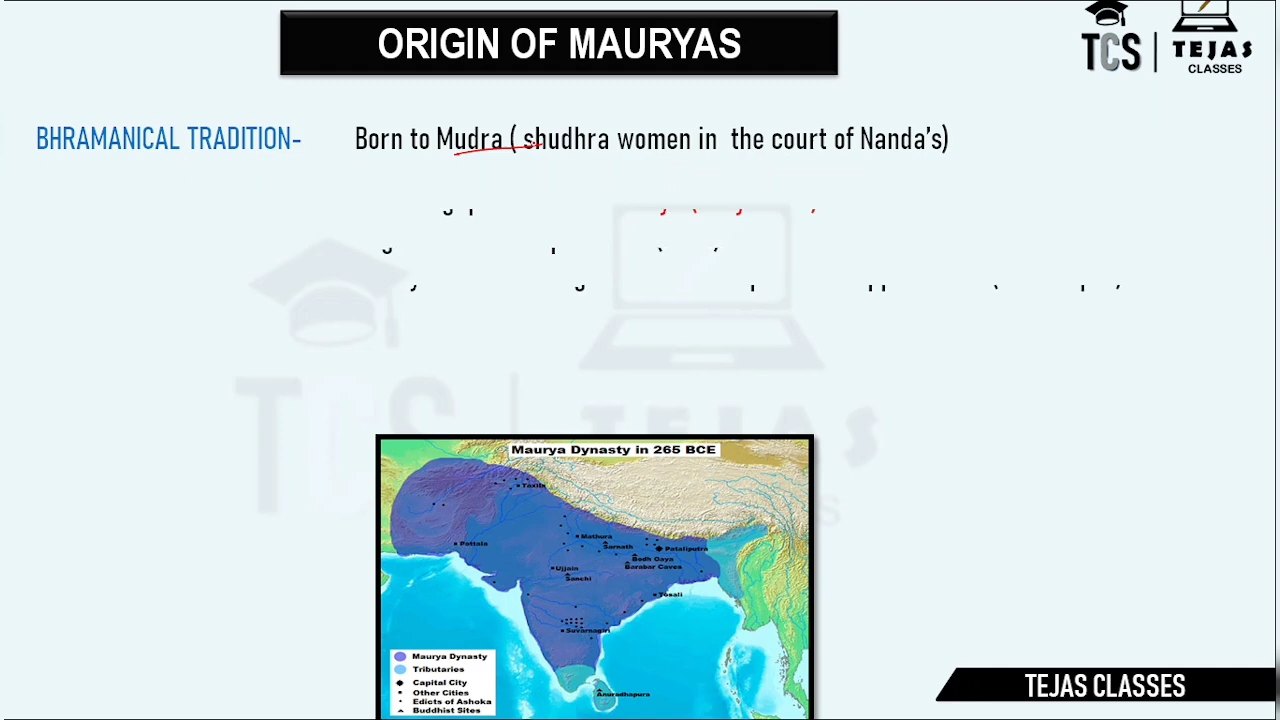 ORIGIN OF MAURYAS
TCS | TEJAS
CLASSES
BHRAMANICAL TRADITION- Born to Mudra ( shudhra women in the court of Nanda's)
TCS | TEJAS
Maurya Dynasty in 265 BCE
Taxila
Mathura
Pattala
Sarnath
Pataliputra
Bodh Gaya
Ujjain
Barabar Caves
Sanchi
Tosali
Suvarnagiri
Maurya Dynasty
Tributaries
Capital City
Other Cities
Edicts of Ashoka
Buddhist Sites
Anuradhapura
TEJAS CLASSES